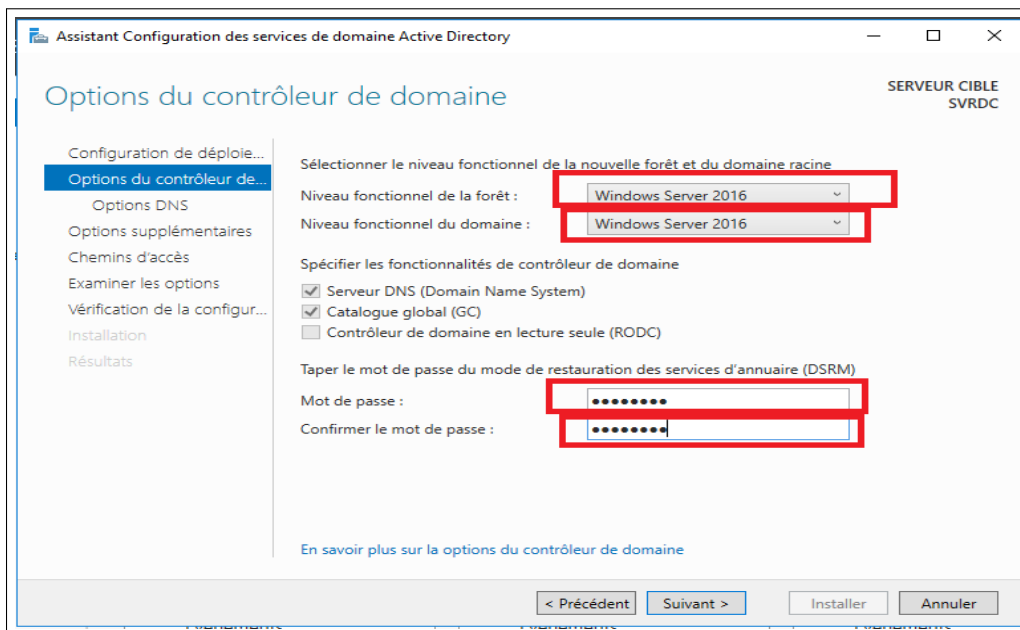 Assistant Configuration des services de domaine Active Directory
Options du contrôleur de domaine
SERVEUR CIBLE
SVRDC
Configuration de déploie...
Options du contrôleur de...
Options DNS
Options supplémentaires
Chemins d'accès
Examiner les options
Vérification de la configur...
Installation
Résultats
Sélectionner le niveau fonctionnel de la nouvelle forêt et du domaine racine
Niveau fonctionnel de la forêt : Windows Server 2016
Niveau fonctionnel du domaine : Windows Server 2016
Spécifier les fonctionnalités de contrôleur de domaine
Serveur DNS (Domain Name System)
Catalogue global (GC)
Contrôleur de domaine en lecture seule (RODC)
Taper le mot de passe du mode de restauration des services d'annuaire (DSRM)
Mot de passe : ••••••••
Confirmer le mot de passe : ••••••••
En savoir plus sur la options du contrôleur de domaine
< Précédent Suivant > Installer Annuler